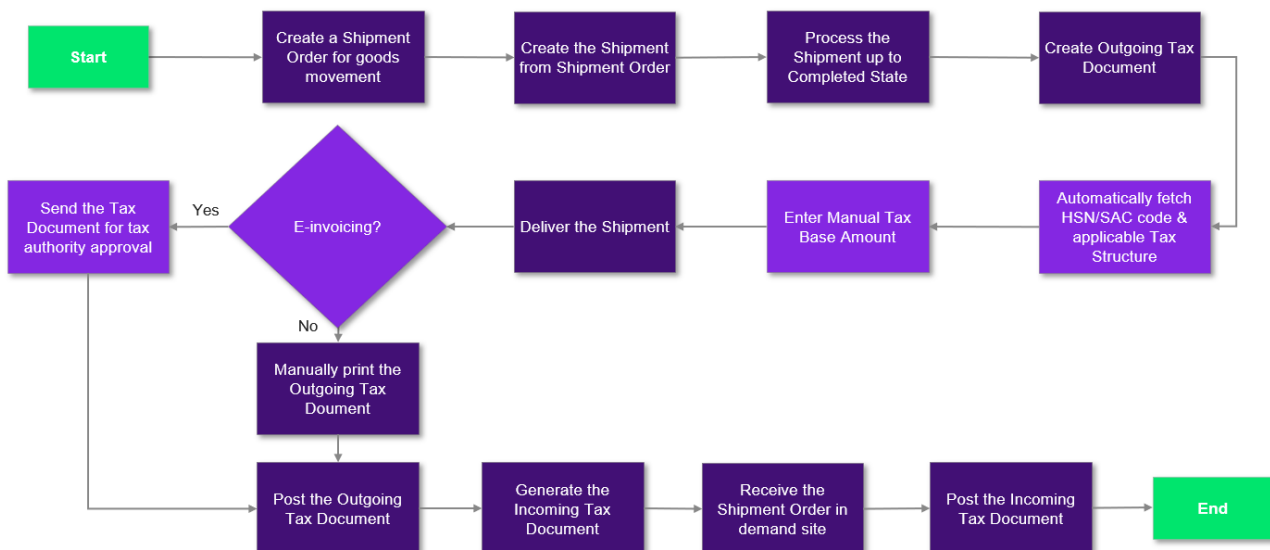 Start
Create a Shipment
Order for goods
movement
Create the Shipment
from Shipment Order
Process the
Shipment up to
Completed State
Create Outgoing Tax
Document
Automatically fetch
HSN/SAC code &
applicable Tax
Structure
Enter Manual Tax
Base Amount
Deliver the Shipment
E-invoicing?
Yes
Send the Tax
Document for tax
authority approval
No
Manually print the
Outgoing Tax
Doument
Post the Outgoing
Tax Document
Generate the
Incoming Tax
Document
Receive the
Shipment Order in
demand site
Post the Incoming
Tax Document
End